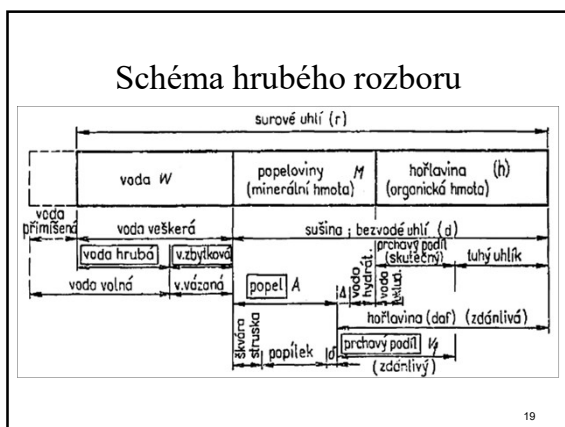 Schéma hrubého rozboru
surové uhlí (r)
voda W
popeloviny M
(minerální hmota)
hořlavina (h)
(organická hmota)
voda
přimíšená
voda veškerá
sušina ; bezvodé uhlí (d)
voda hrubá
v.zbytková
prchavý podíl
(skutečný)
tuhý uhlík
voda volná
v.vázaná
popel A
Δ
voda
hydrát.
voda
hořlavina (daf) (zdánlivá)
škvára
struska
popílek
prchavý podíl
(zdánlivý)
19